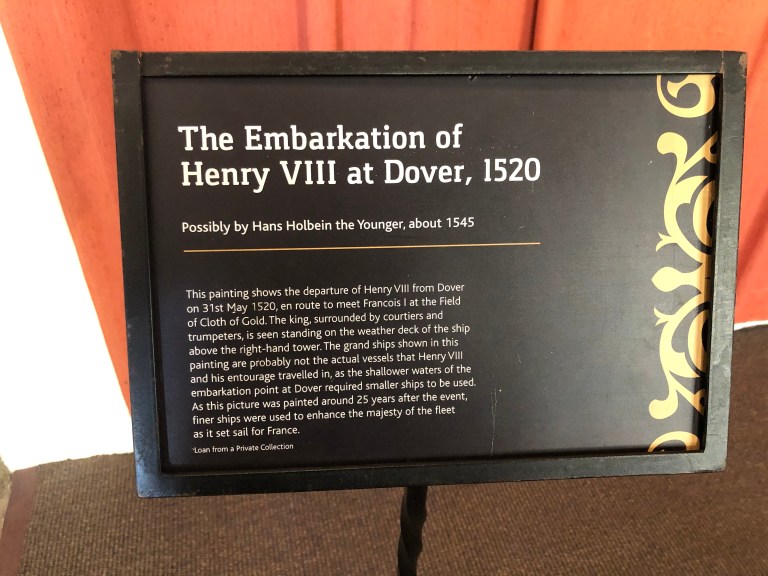 The Embarkation of
Henry VIII at Dover, 1520
Possibly by Hans Holbein the Younger, about 1545
This painting shows the departure of Henry VIII from Dover
on 31st May 1520, en route to meet Francois I at the Field
of Cloth of Gold. The king, surrounded by courtiers and
trumpeters, is seen standing on the weather deck of the ship
above the right-hand tower. The grand ships shown in this
painting are probably not the actual vessels that Henry VIII
and his entourage travelled in, as the shallower waters of the
embarkation point at Dover required smaller ships to be used.
As this picture was painted around 25 years after the event,
finer ships were used to enhance the majesty of the fleet
as it set sail for France.
*Loan from a Private Collection